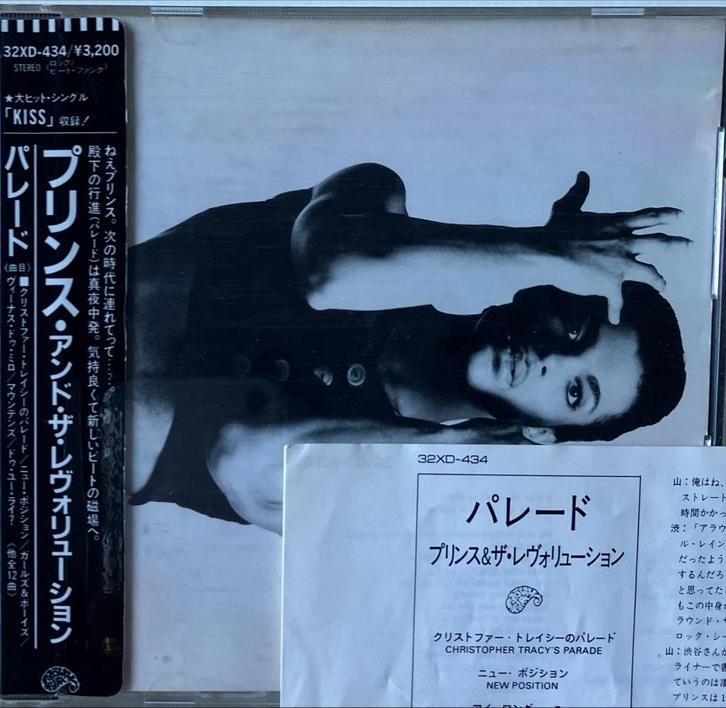 32XD-434/¥3,200
STEREO 《ロック/ビート・ファンク》
★大ヒット・シングル
「KISS」収録!
ねえプリンス。次の時代に連れてって……。
殿下の行進(パレード)は真夜中発。気持良くて新しいビートの磁場へ。
プリンス・アンド・ザ・レヴォリューション
パレード
《曲目》■クリストファー・トレイシーのパレード/ニュー・ポジション/ガールズ&ボーイズ/
ヴィーナス・ドゥ・ミロ/マウンテンズ/ドゥ・ユー・ライ?
〈他全12曲〉
32XD-434
パレード
プリンス&ザ・レヴォリューション
クリストファー・トレイシーのパレード
CHRISTOPHER TRACY'S PARADE
ニュー・ポジション
NEW POSITION
山:俺はね、
ストレート
時間かかっ
渋:「アラウ
ル・レイン
だったよう
するんだろ
と思ってた
もこの中身
ラウンド・
ロック・シー
山:渋谷さんか
ライナーで書
ていうのは凄
プリンスは1